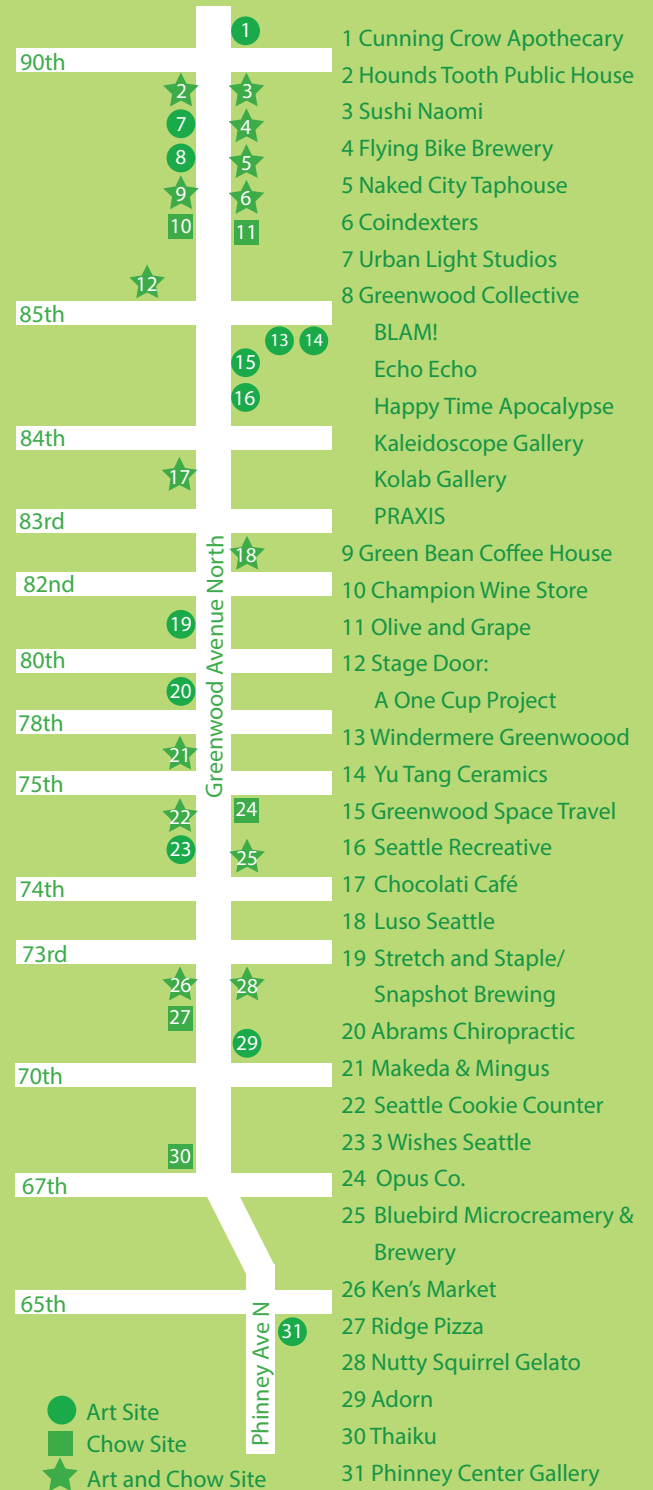 1 Cunning Crow Apothecary
2 Hounds Tooth Public House
3 Sushi Naomi
4 Flying Bike Brewery
5 Naked City Taphouse
6 Coindexters
7 Urban Light Studios
8 Greenwood Collective
BLAM!
Echo Echo
Happy Time Apocalypse
Kaleidoscope Gallery
Kolab Gallery
PRAXIS
9 Green Bean Coffee House
10 Champion Wine Store
11 Olive and Grape
12 Stage Door:
A One Cup Project
13 Windermere Greenwoood
14 Yu Tang Ceramics
15 Greenwood Space Travel
16 Seattle Recreative
17 Chocolati Café
18 Luso Seattle
19 Stretch and Staple/
Snapshot Brewing
20 Abrams Chiropractic
21 Makeda & Mingus
22 Seattle Cookie Counter
23 3 Wishes Seattle
24 Opus Co.
25 Bluebird Microcreamery &
Brewery
26 Ken's Market
27 Ridge Pizza
28 Nutty Squirrel Gelato
29 Adorn
30 Thaiku
31 Phinney Center Gallery
1
90th
2
3
7
4
8
5
9
6
10
11
12
85th
13
14
15
16
84th
17
83rd
18
82nd
Greenwood Avenue North
19
80th
20
78th
21
75th
22
24
23
25
74th
73rd
26
28
27
29
70th
30
67th
65th
31
Phinney Ave N
Art Site
Chow Site
Art and Chow Site